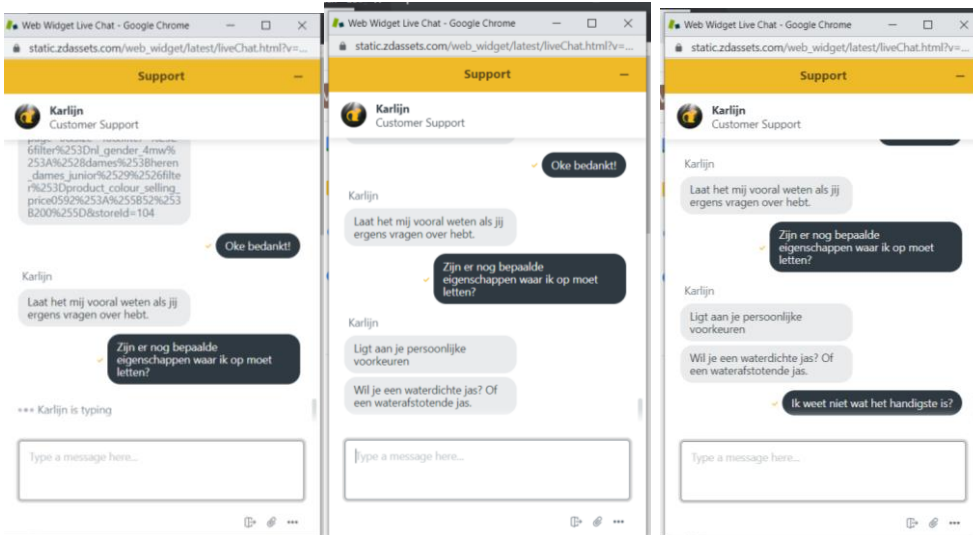 Web Widget Live Chat - Google Chrome
static.zdassets.com/web_widget/latest/liveChat.html?v=...
Support
Karlijn
Customer Support
6filter%253Dnl_gender_4mw%
253A%2528dames%253Bheren
_dames_junior%2529%2526filte
r%253Dproduct_colour_selling_
price0592%253A%255B52%253
B200%255D&storeId=104
Oke bedankt!
Karlijn
Laat het mij vooral weten als jij
ergens vragen over hebt.
Zijn er nog bepaalde
eigenschappen waar ik op moet
letten?
Karlijn is typing
Type a message here...
Web Widget Live Chat - Google Chrome
static.zdassets.com/web_widget/latest/liveChat.html?v=...
Support
Karlijn
Customer Support
Oke bedankt!
Karlijn
Laat het mij vooral weten als jij
ergens vragen over hebt.
Zijn er nog bepaalde
eigenschappen waar ik op moet
letten?
Karlijn
Ligt aan je persoonlijke
voorkeuren
Wil je een waterdichte jas? Of
een waterafstotende jas.
Type a message here...
Web Widget Live Chat - Google Chrome
static.zdassets.com/web_widget/latest/liveChat.html?v=...
Support
Karlijn
Customer Support
Karlijn
Laat het mij vooral weten als jij
ergens vragen over hebt.
Zijn er nog bepaalde
eigenschappen waar ik op moet
letten?
Karlijn
Ligt aan je persoonlijke
voorkeuren
Wil je een waterdichte jas? Of
een waterafstotende jas.
Ik weet niet wat het handigste is?
Type a message here...